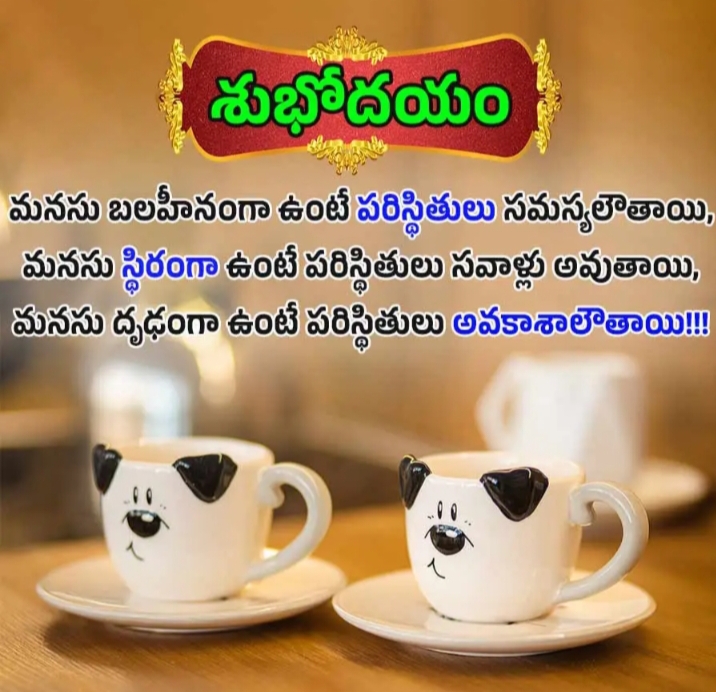 శుభోదయం
మనసు బలహీనంగా ఉంటే పరిస్థితులు సమస్యలౌతాయి,
మనసు స్థిరంగా ఉంటే పరిస్థితులు సవాళ్లు అవుతాయి,
మనసు దృఢంగా ఉంటే పరిస్థితులు అవకాశాలౌతాయి!!!